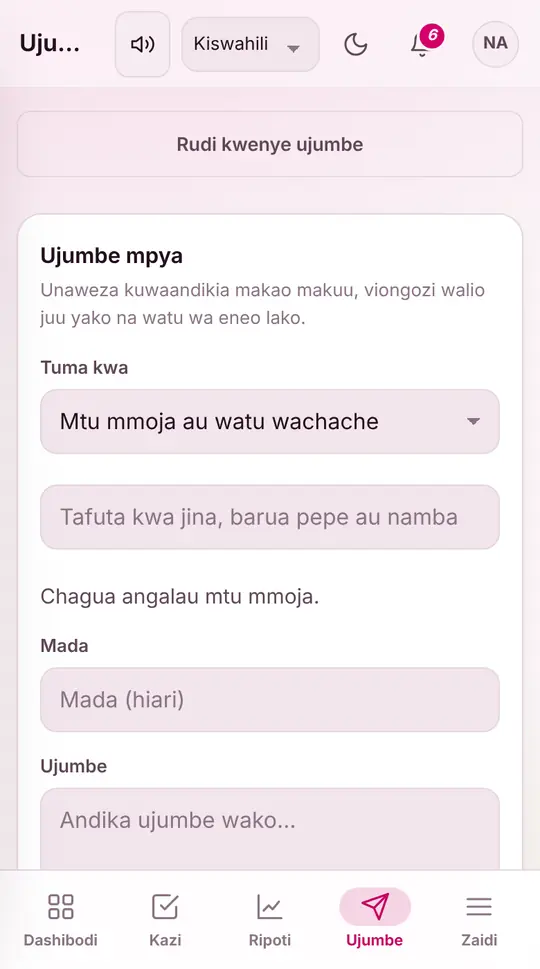 Uju...
Kiswahili
6
NA
Rudi kwenye ujumbe
Ujumbe mpya
Unaweza kuwaandikia makao makuu, viongozi walio
juu yako na watu wa eneo lako.
Tuma kwa
Mtu mmoja au watu wachache
Tafuta kwa jina, barua pepe au namba
Chagua angalau mtu mmoja.
Mada
Mada (hiari)
Ujumbe
Andika ujumbe wako...
Dashibodi
Kazi
Ripoti
Ujumbe
Zaidi